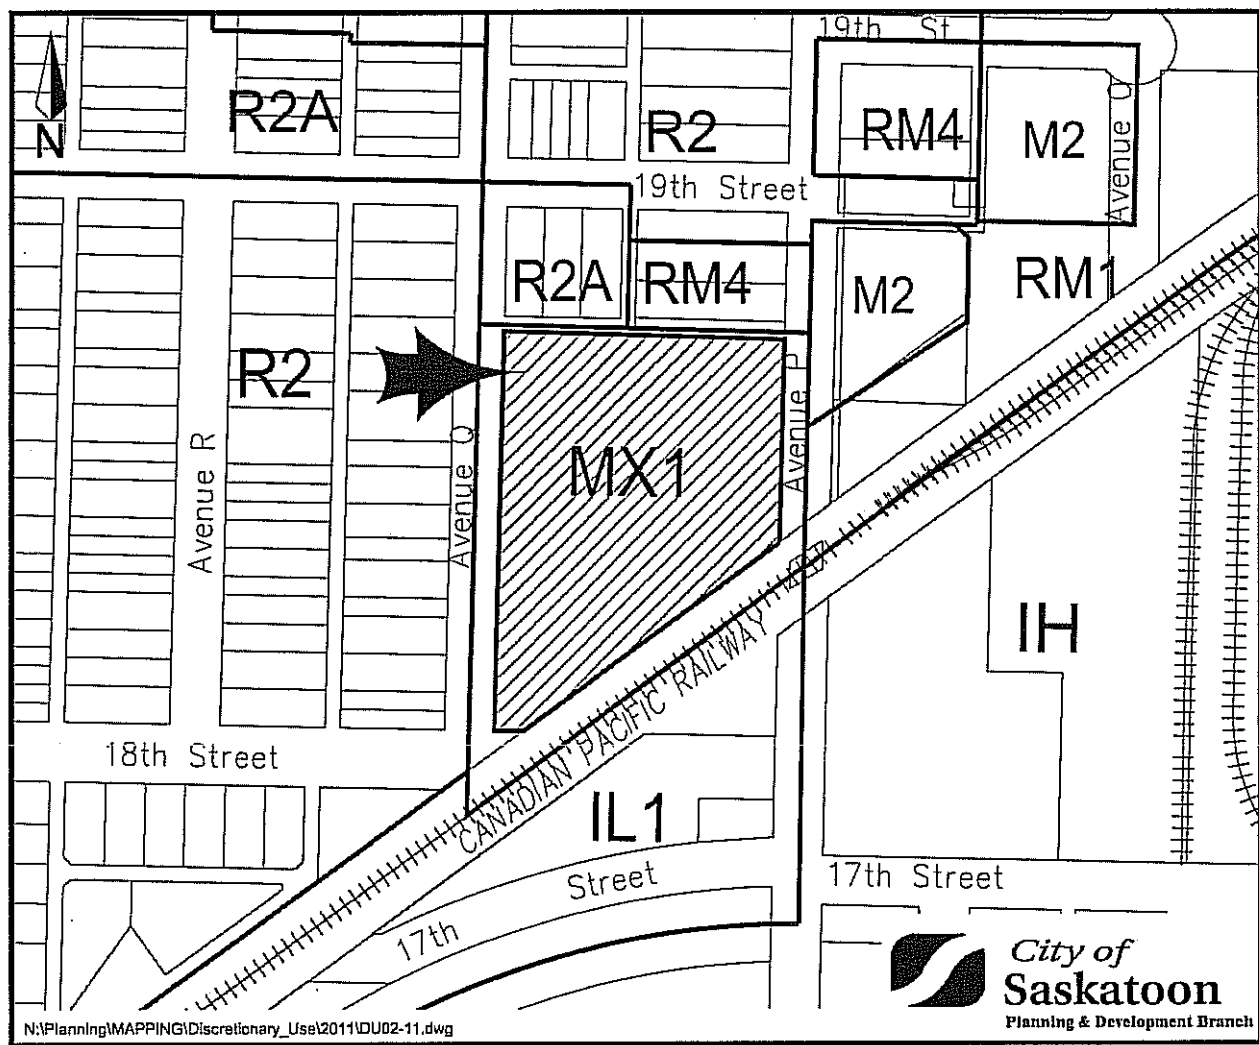 19th St
R2A
R2
RM4
M2
Avenue O
N
19th Street
R2A
RM4
M2
RM1
R2
Avenue P
MX1
Avenue R
Avenue Q
IH
CANADIAN PACIFIC RAILWAY
18th Street
IL1
17th Street
17th Street
City of
Saskatoon
Planning & Development Branch
N:\Planning\MAPPING\Discretionary_Use\2011\DU02-11.dwg